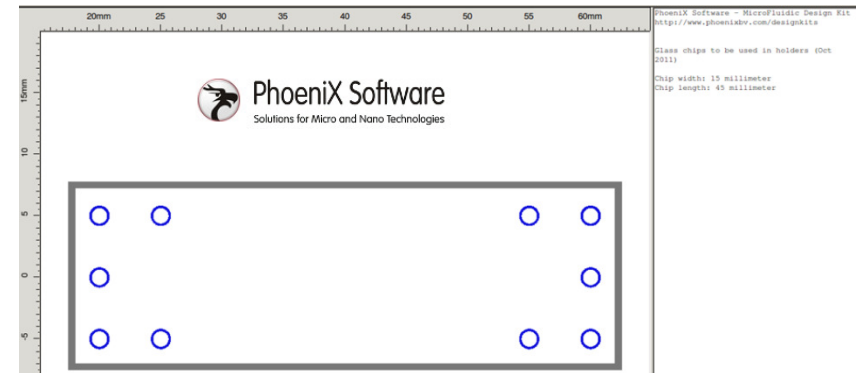 20mm 25 30 35 40 45 50 55 60mm
15mm
10
5
0
-5
PhoeniX Software
Solutions for Micro and Nano Technologies
PhoeniX Software - MicroFluidic Design Kit
http://www.phoenixbv.com/designkits
Glass chips to be used in holders (Oct
2011)
Chip width: 15 millimeter
Chip length: 45 millimeter